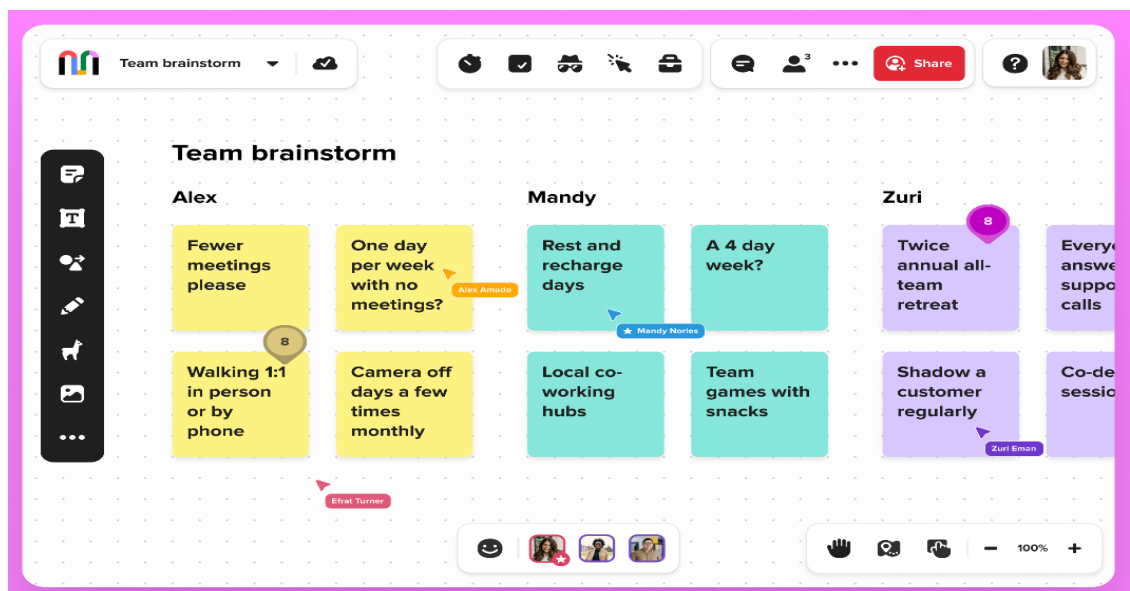 Team brainstorm
3
Share
?
Team brainstorm
T
Alex
Mandy
Zuri
Fewer
meetings
please
One day
per week
with no
meetings?
Alex Amado
Rest and
recharge
days
Mandy Nories
A 4 day
week?
8
Twice
annual all-
team
retreat
calls
8
Walking 1:1
in person
or by
phone
Camera off
days a few
times
monthly
Local co-
working
hubs
Team
games with
snacks
Shadow a
customer
regularly
Zuri Eman
Efrat Turner
100%